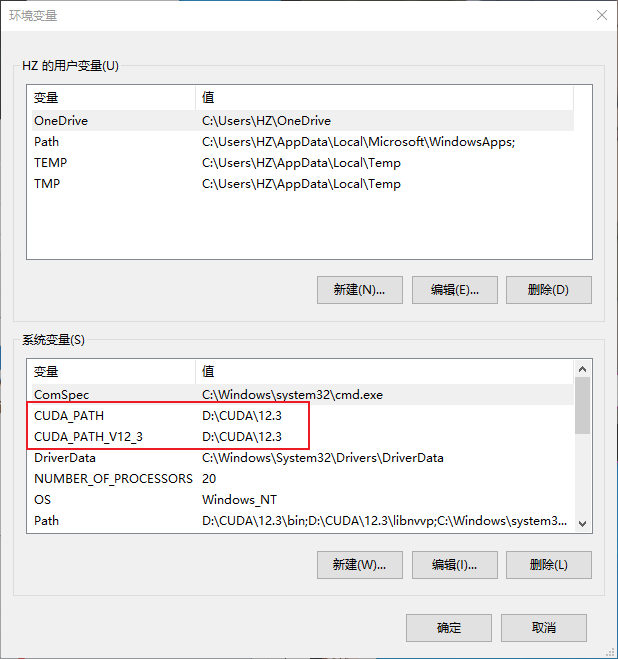 环境变量
HZ 的用户变量(U)
变量 值
OneDrive C:\Users\HZ\OneDrive
Path C:\Users\HZ\AppData\Local\Microsoft\WindowsApps;
TEMP C:\Users\HZ\AppData\Local\Temp
TMP C:\Users\HZ\AppData\Local\Temp
新建(N)... 编辑(E)... 删除(D)
系统变量(S)
变量 值
ComSpec C:\Windows\system32\cmd.exe
CUDA_PATH D:\CUDA\12.3
CUDA_PATH_V12_3 D:\CUDA\12.3
DriverData C:\Windows\System32\Drivers\DriverData
NUMBER_OF_PROCESSORS 20
OS Windows_NT
Path D:\CUDA\12.3\bin;D:\CUDA\12.3\libnvvp;C:\Windows\system3...
新建(W)... 编辑(I)... 删除(L)
确定 取消